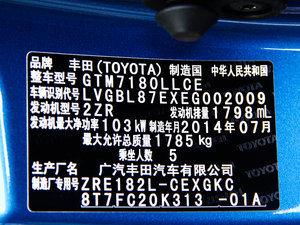 品牌 丰田(TOYOTA) 制造国 中华人民共和国
整车型号 GTM7180LLCE
车辆识别代号 LVGBL87EXEG002009
发动机型号 2ZR 发动机排量 1798mL
发动机最大净功率 103kW 制造年月 2014年07月
最大允许总质量 1785kg
乘坐人数 5
生产厂名 广汽丰田汽车有限公司
制造型号 ZRE182L-CEXGKC
8T7FC20K313 -01A